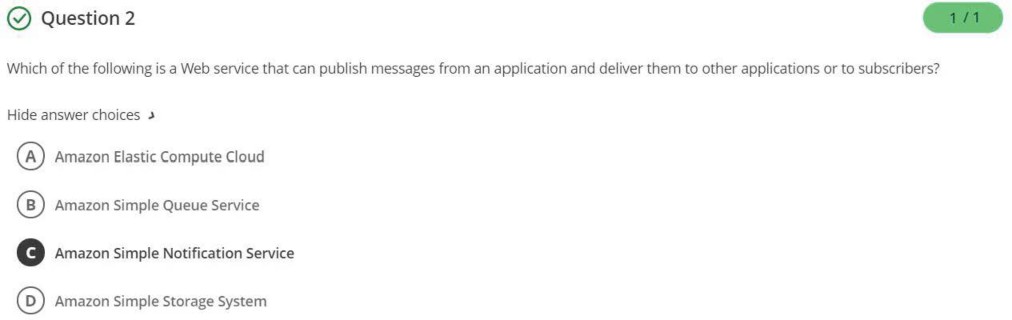 Question 2
1 / 1
Which of the following is a Web service that can publish messages from an application and deliver them to other applications or to subscribers?
Hide answer choices
A Amazon Elastic Compute Cloud
B Amazon Simple Queue Service
C Amazon Simple Notification Service
D Amazon Simple Storage System